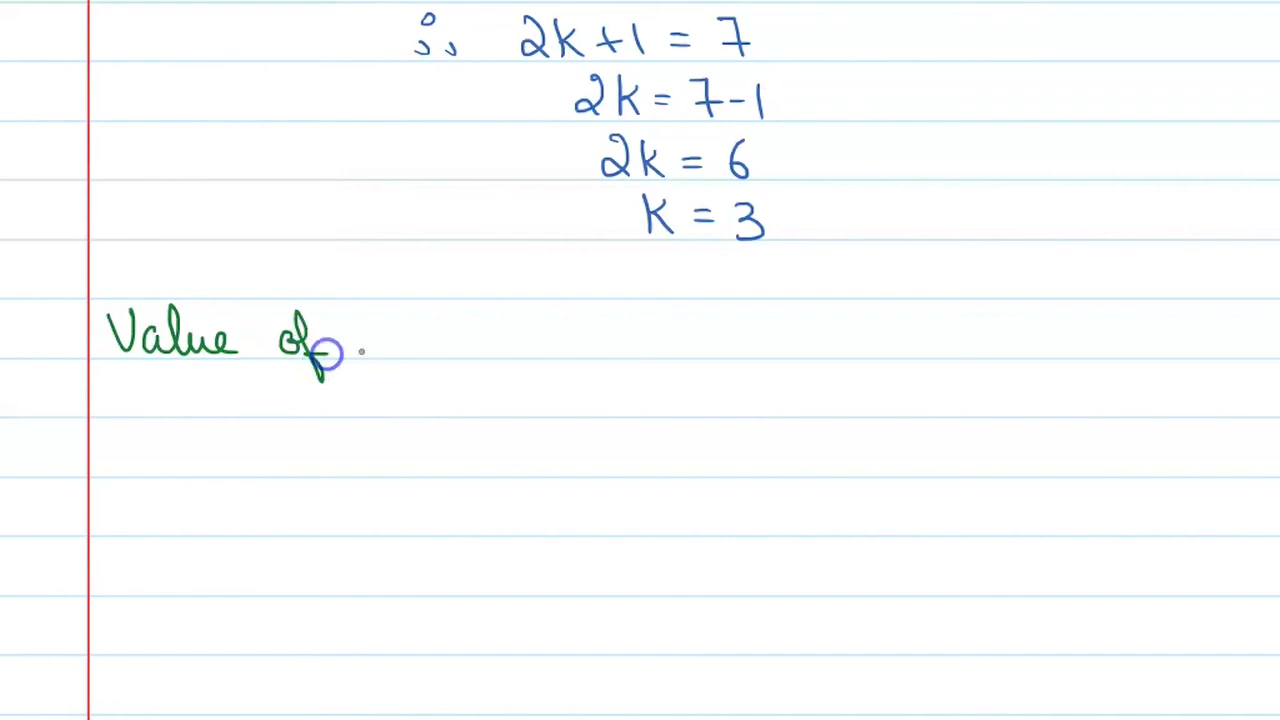 ∴ 2k+1 = 7
2k = 7-1
2k = 6
k = 3
Value of